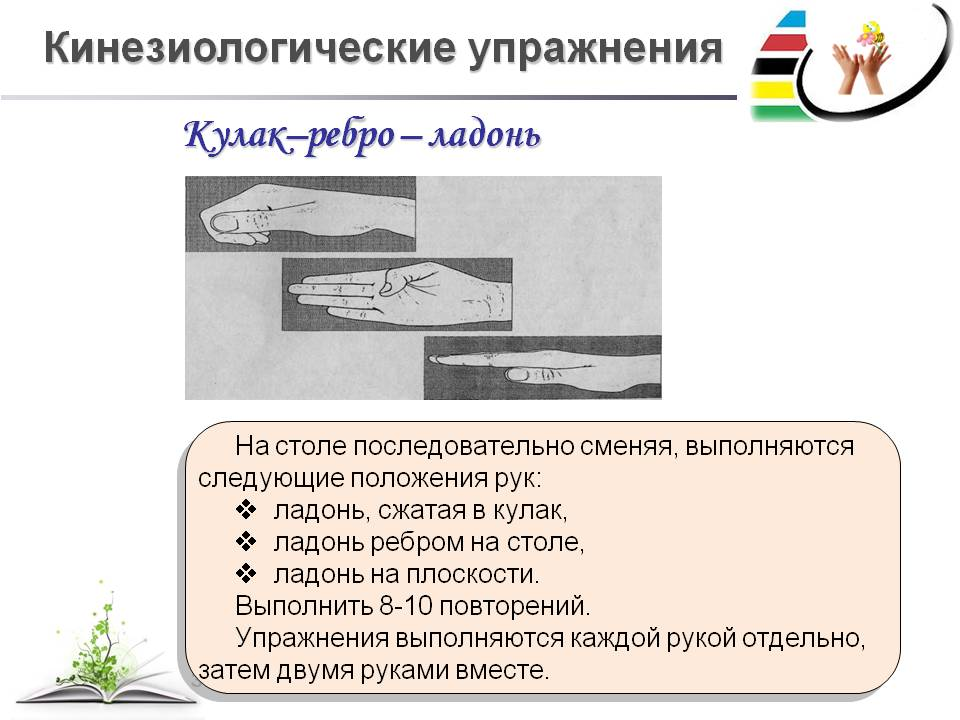 Кинезиологические упражнения
Кулак–ребро – ладонь
На столе последовательно сменяя, выполняются
следующие положения рук:
❖ ладонь, сжатая в кулак,
❖ ладонь ребром на столе,
❖ ладонь на плоскости.
Выполнить 8-10 повторений.
Упражнения выполняются каждой рукой отдельно,
затем двумя руками вместе.